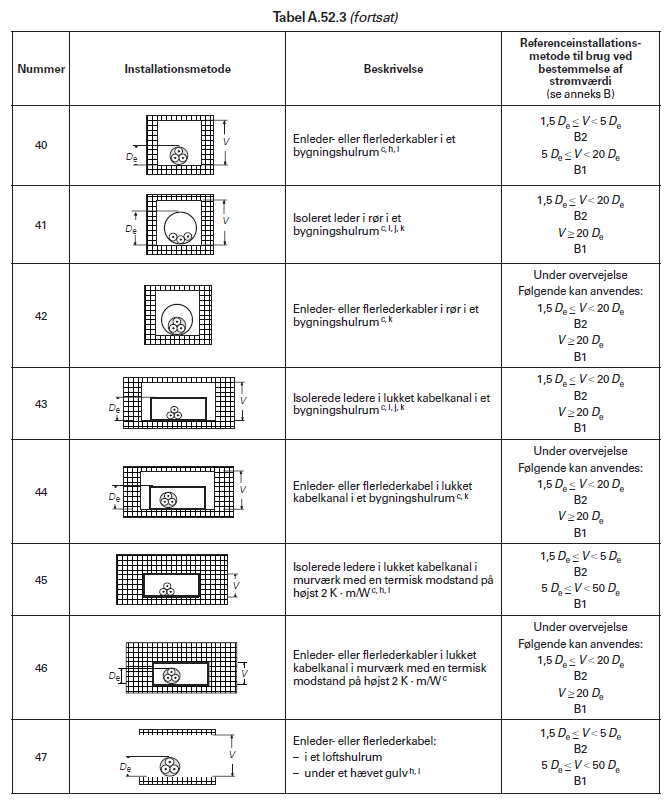 Tabel A.52.3 (fortsat)
Nummer
Installationsmetode
Beskrivelse
Referenceinstallations-
metode til brug ved
bestemmelse af
strømværdi
(se anneks B)
40
De
V
Enleder- eller flerlederkabler i et
bygningshulrum c, h, i
1,5 De ≤ V < 5 De
B2
5 De ≤ V < 20 De
B1
41
De
V
Isoleret leder i rør i et
bygningshulrum c, i, j, k
1,5 De ≤ V < 20 De
B2
V ≥ 20 De
B1
42
Enleder- eller flerlederkabler i rør i et
bygningshulrum c, k
Under overvejelse
Følgende kan anvendes:
1,5 De ≤ V < 20 De
B2
V ≥ 20 De
B1
43
De
V
Isolerede ledere i lukket kabelkanal i et
bygningshulrum c, i, j, k
1,5 De ≤ V < 20 De
B2
V ≥ 20 De
B1
44
De
V
Enleder- eller flerlederkabel i lukket
kabelkanal i et bygningshulrum c, k
Under overvejelse
Følgende kan anvendes:
1,5 De ≤ V < 20 De
B2
V ≥ 20 De
B1
45
V
Isolerede ledere i lukket kabelkanal i
murværk med en termisk modstand på
højst 2 K · m/W c, h, i
1,5 De ≤ V < 5 De
B2
5 De ≤ V < 50 De
B1
46
De
V
Enleder- eller flerlederkabler i lukket
kabelkanal i murværk med en termisk
modstand på højst 2 K · m/W c
Under overvejelse
Følgende kan anvendes:
1,5 De ≤ V < 20 De
B2
V ≥ 20 De
B1
47
De
V
Enleder- eller flerlederkabel:
– i et loftshulrum
– under et hævet gulv h, i
1,5 De ≤ V < 5 De
B2
5 De ≤ V < 50 De
B1